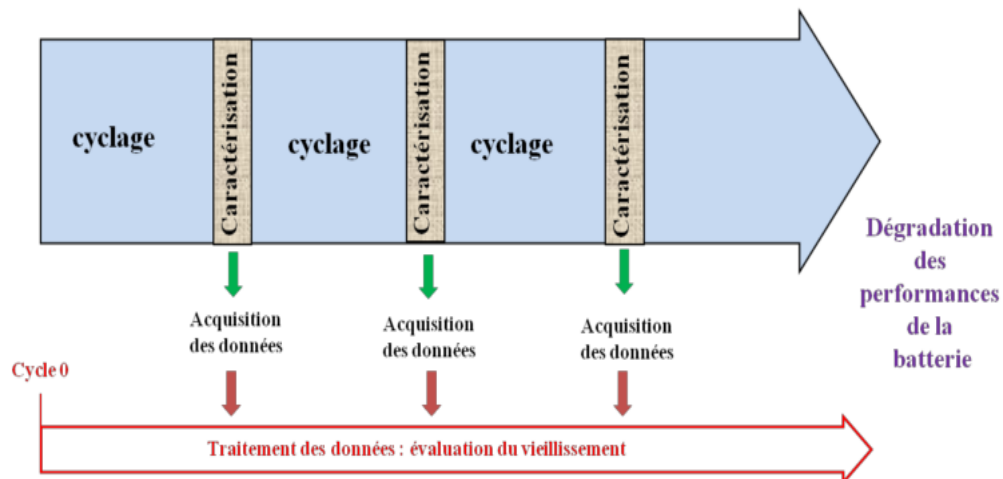 cyclage
Caractérisation
cyclage
Caractérisation
cyclage
Caractérisation
Dégradation
des
performances
de la
batterie
Acquisition
des données
Acquisition
des données
Acquisition
des données
Cycle 0
Traitement des données : évaluation du vieillissement